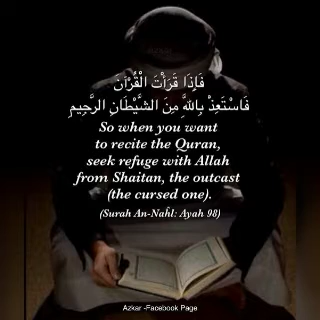 فَاِذَا قَرَاْتَ الْقُرْاٰنَ
فَاسْتَعِذْ بِاللّٰهِ مِنَ الشَّيْطَانِ الرَّجِيمِ
So when you want
to recite the Quran,
seek refuge with Allah
from Shaitan, the outcast
(the cursed one).
(Surah An-Nahl: Ayah 98)
Azkar -Facebook Page